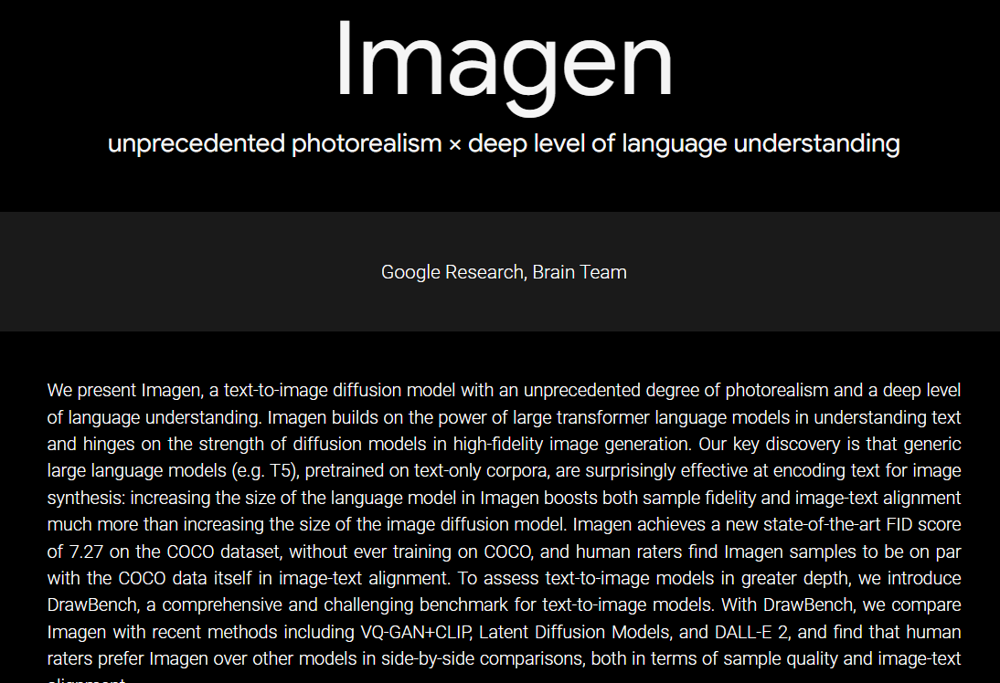 Imagen
unprecedented photorealism × deep level of language understanding
Google Research, Brain Team
We present Imagen, a text-to-image diffusion model with an unprecedented degree of photorealism and a deep level
of language understanding. Imagen builds on the power of large transformer language models in understanding text
and hinges on the strength of diffusion models in high-fidelity image generation. Our key discovery is that generic
large language models (e.g. T5), pretrained on text-only corpora, are surprisingly effective at encoding text for image
synthesis: increasing the size of the language model in Imagen boosts both sample fidelity and image-text alignment
much more than increasing the size of the image diffusion model. Imagen achieves a new state-of-the-art FID score
of 7.27 on the COCO dataset, without ever training on COCO, and human raters find Imagen samples to be on par
with the COCO data itself in image-text alignment. To assess text-to-image models in greater depth, we introduce
DrawBench, a comprehensive and challenging benchmark for text-to-image models. With DrawBench, we compare
Imagen with recent methods including VQ-GAN+CLIP, Latent Diffusion Models, and DALL-E 2, and find that human
raters prefer Imagen over other models in side-by-side comparisons, both in terms of sample quality and image-text